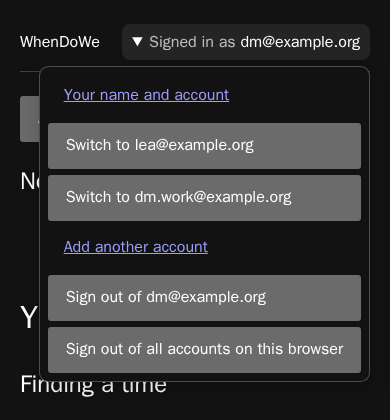 WhenDoWe
▼ Signed in as dm@example.org
Your name and account
Switch to lea@example.org
Switch to dm.work@example.org
Add another account
Sign out of dm@example.org
Sign out of all accounts on this browser
Finding a time